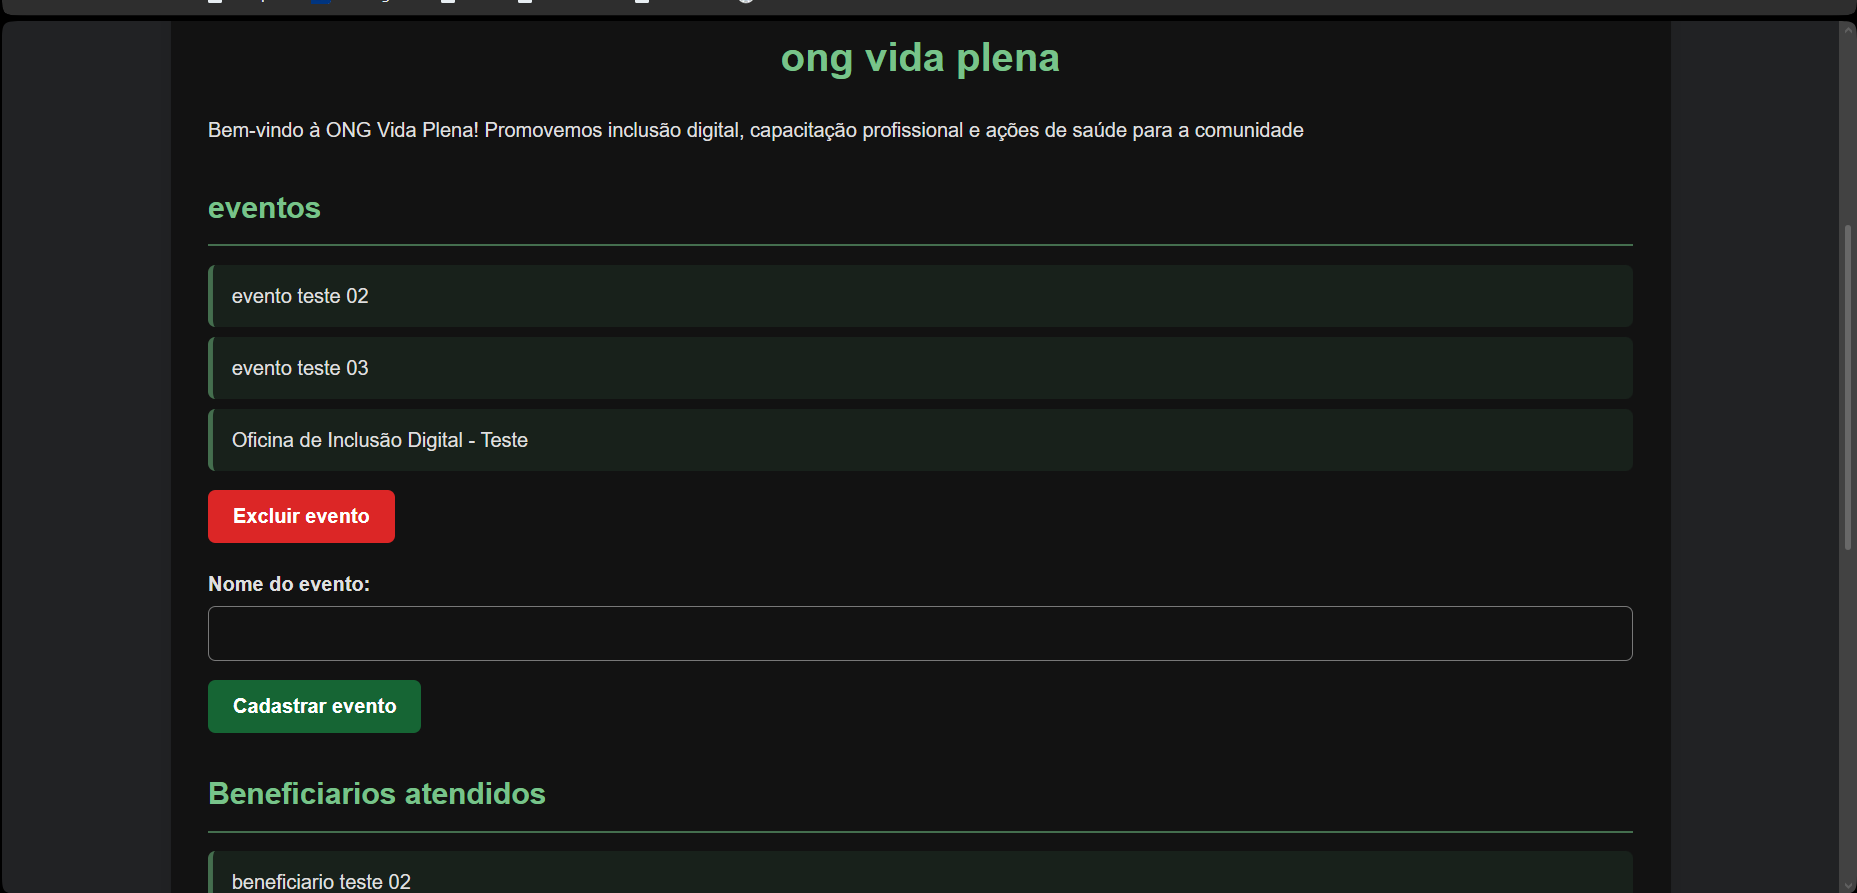 ong vida plena
Bem-vindo à ONG Vida Plena! Promovemos inclusão digital, capacitação profissional e ações de saúde para a comunidade
eventos
evento teste 02
evento teste 03
Oficina de Inclusão Digital - Teste
Excluir evento
Nome do evento:
Cadastrar evento
Beneficiarios atendidos
beneficiario teste 02